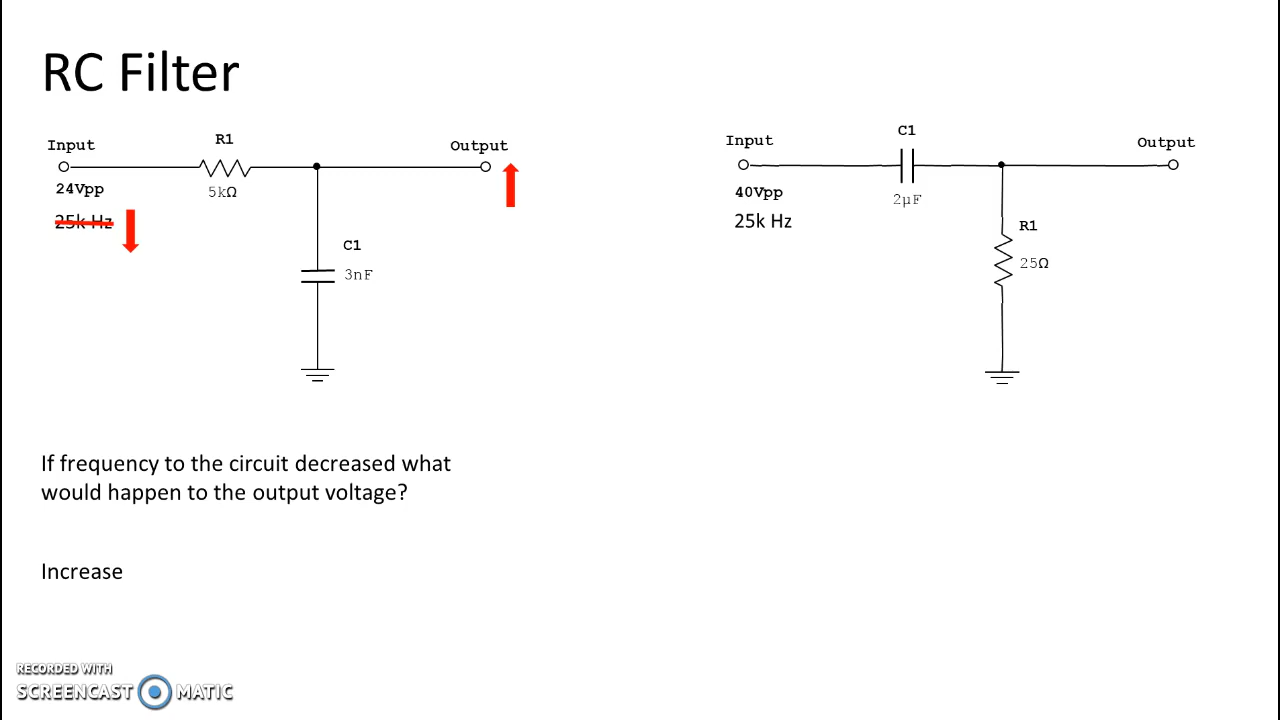 RC Filter
Input
R1
Output
24Vpp
5kΩ
25k Hz
C1
3nF
Input
C1
Output
40Vpp
2µF
25k Hz
R1
25Ω
If frequency to the circuit decreased what
would happen to the output voltage?
Increase
RECORDED WITH
SCREENCAST MATIC